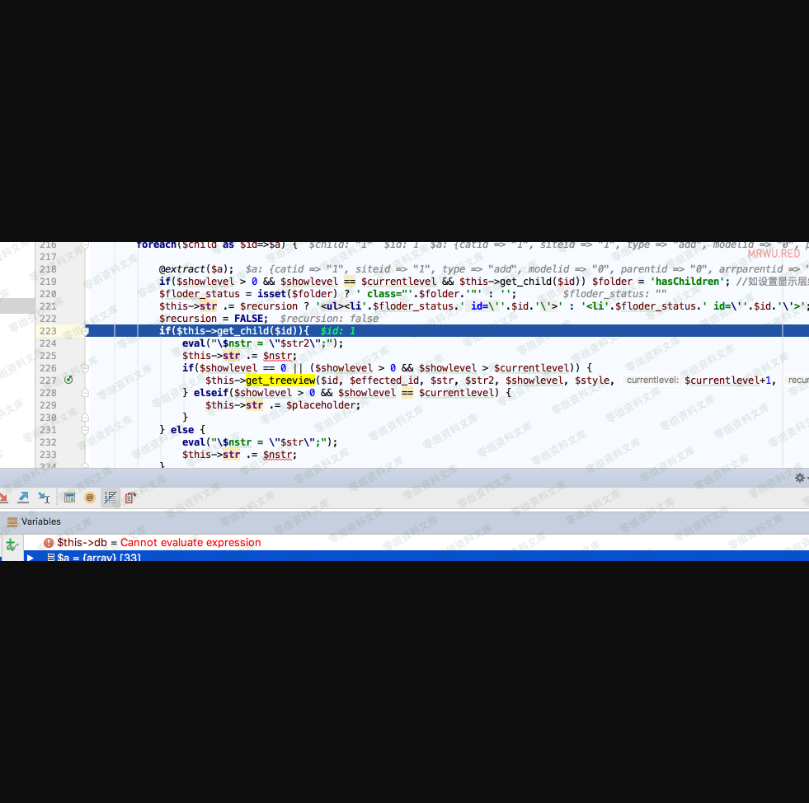 216 foreach($child as $id=>$a) { $child: "1" $id: 1 $a: {catid => "1", siteid => "1", type => "add", modelid => "0",
217 MRWU.RED
218 @extract($a); $a: {catid => "1", siteid => "1", type => "add", modelid => "0", parentid => "0", arrparentid => "
219 if($showlevel > 0 && $showlevel == $currentlevel && $this->get_child($id)) $folder = 'hasChildren'; //如设置显示层
220 $floder_status = isset($folder) ? ' class="'.$folder.'"' : ''; $floder_status: ""
221 $this->str .= $recursion ? '<ul><li'.$floder_status.' id=\''.$id.'\'>' : '<li'.$floder_status.' id=\''.$id.'\'>';
222 $recursion = FALSE; $recursion: false
223 if($this->get_child($id)){ $id: 1
224 eval("\$nstr = \"$str2\";");
225 $this->str .= $nstr;
226 if($showlevel == 0 || ($showlevel > 0 && $showlevel > $currentlevel)) {
227 $this->get_treeview($id, $effected_id, $str, $str2, $showlevel, $style, currentlevel: $currentlevel+1, recur
228 } elseif($showlevel > 0 && $showlevel == $currentlevel) {
229 $this->str .= $placeholder;
230 }
231 } else {
232 eval("\$nstr = \"$str\";");
233 $this->str .= $nstr;
234 }
Variables
$this->db = Cannot evaluate expression
$a = {array} [33]
零组资料文库